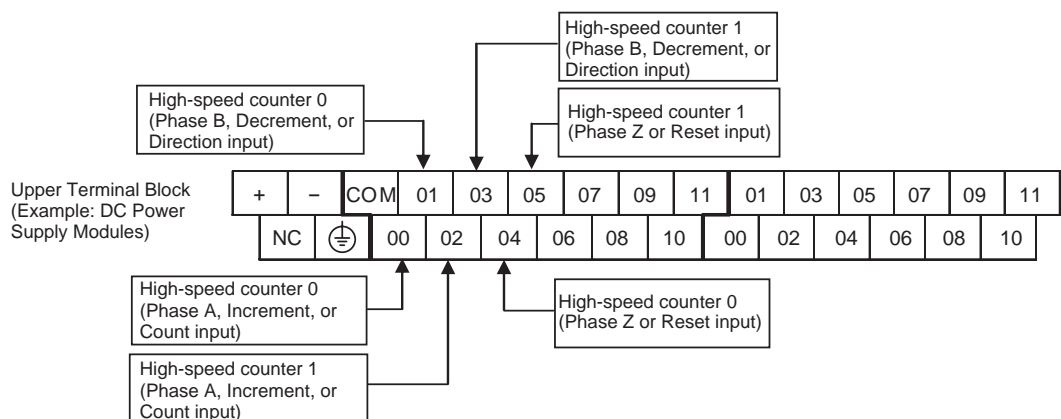 High-speed counter 1
(Phase B, Decrement, or
Direction input)
High-speed counter 0
(Phase B, Decrement, or
Direction input)
High-speed counter 1
(Phase Z or Reset input)
Upper Terminal Block
(Example: DC Power
Supply Modules)
+ − COM 01 03 05 07 09 11 01 03 05 07 09 11
NC 00 02 04 06 08 10 00 02 04 06 08 10
High-speed counter 0
(Phase A, Increment, or
Count input)
High-speed counter 0
(Phase Z or Reset input)
High-speed counter 1
(Phase A, Increment, or
Count input)